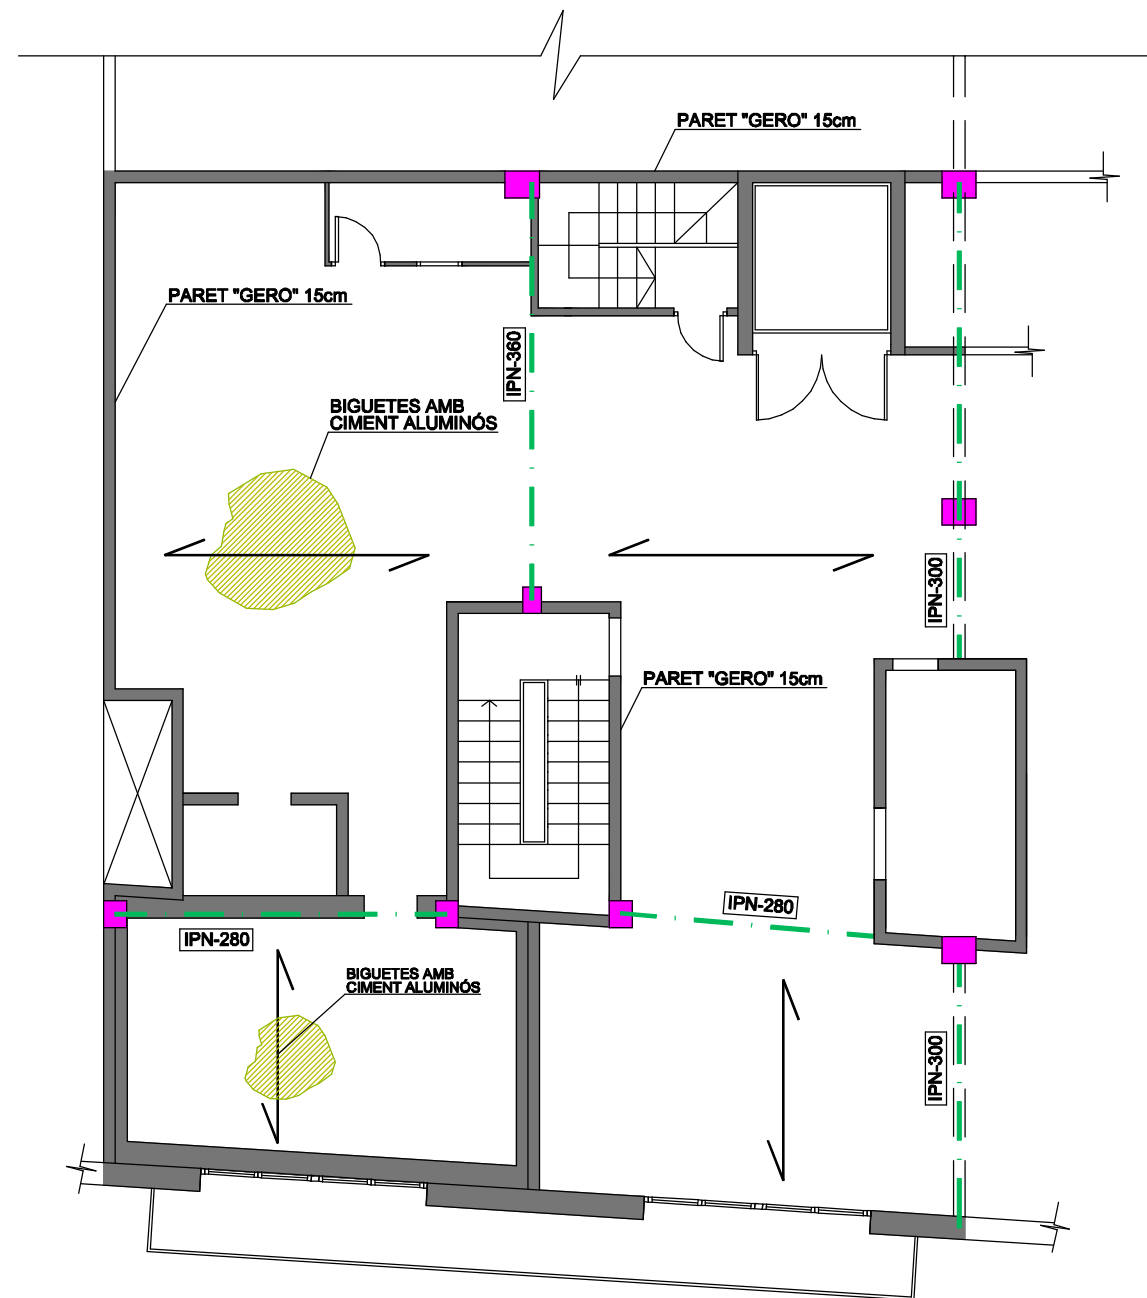 PARET "GERO" 15cm
PARET "GERO" 15cm
IPN-360
BIGUETES AMB
CIMENT ALUMINÓS
IPN-300
PARET "GERO" 15cm
IPN-280
IPN-280
BIGUETES AMB
CIMENT ALUMINÓS
IPN-300